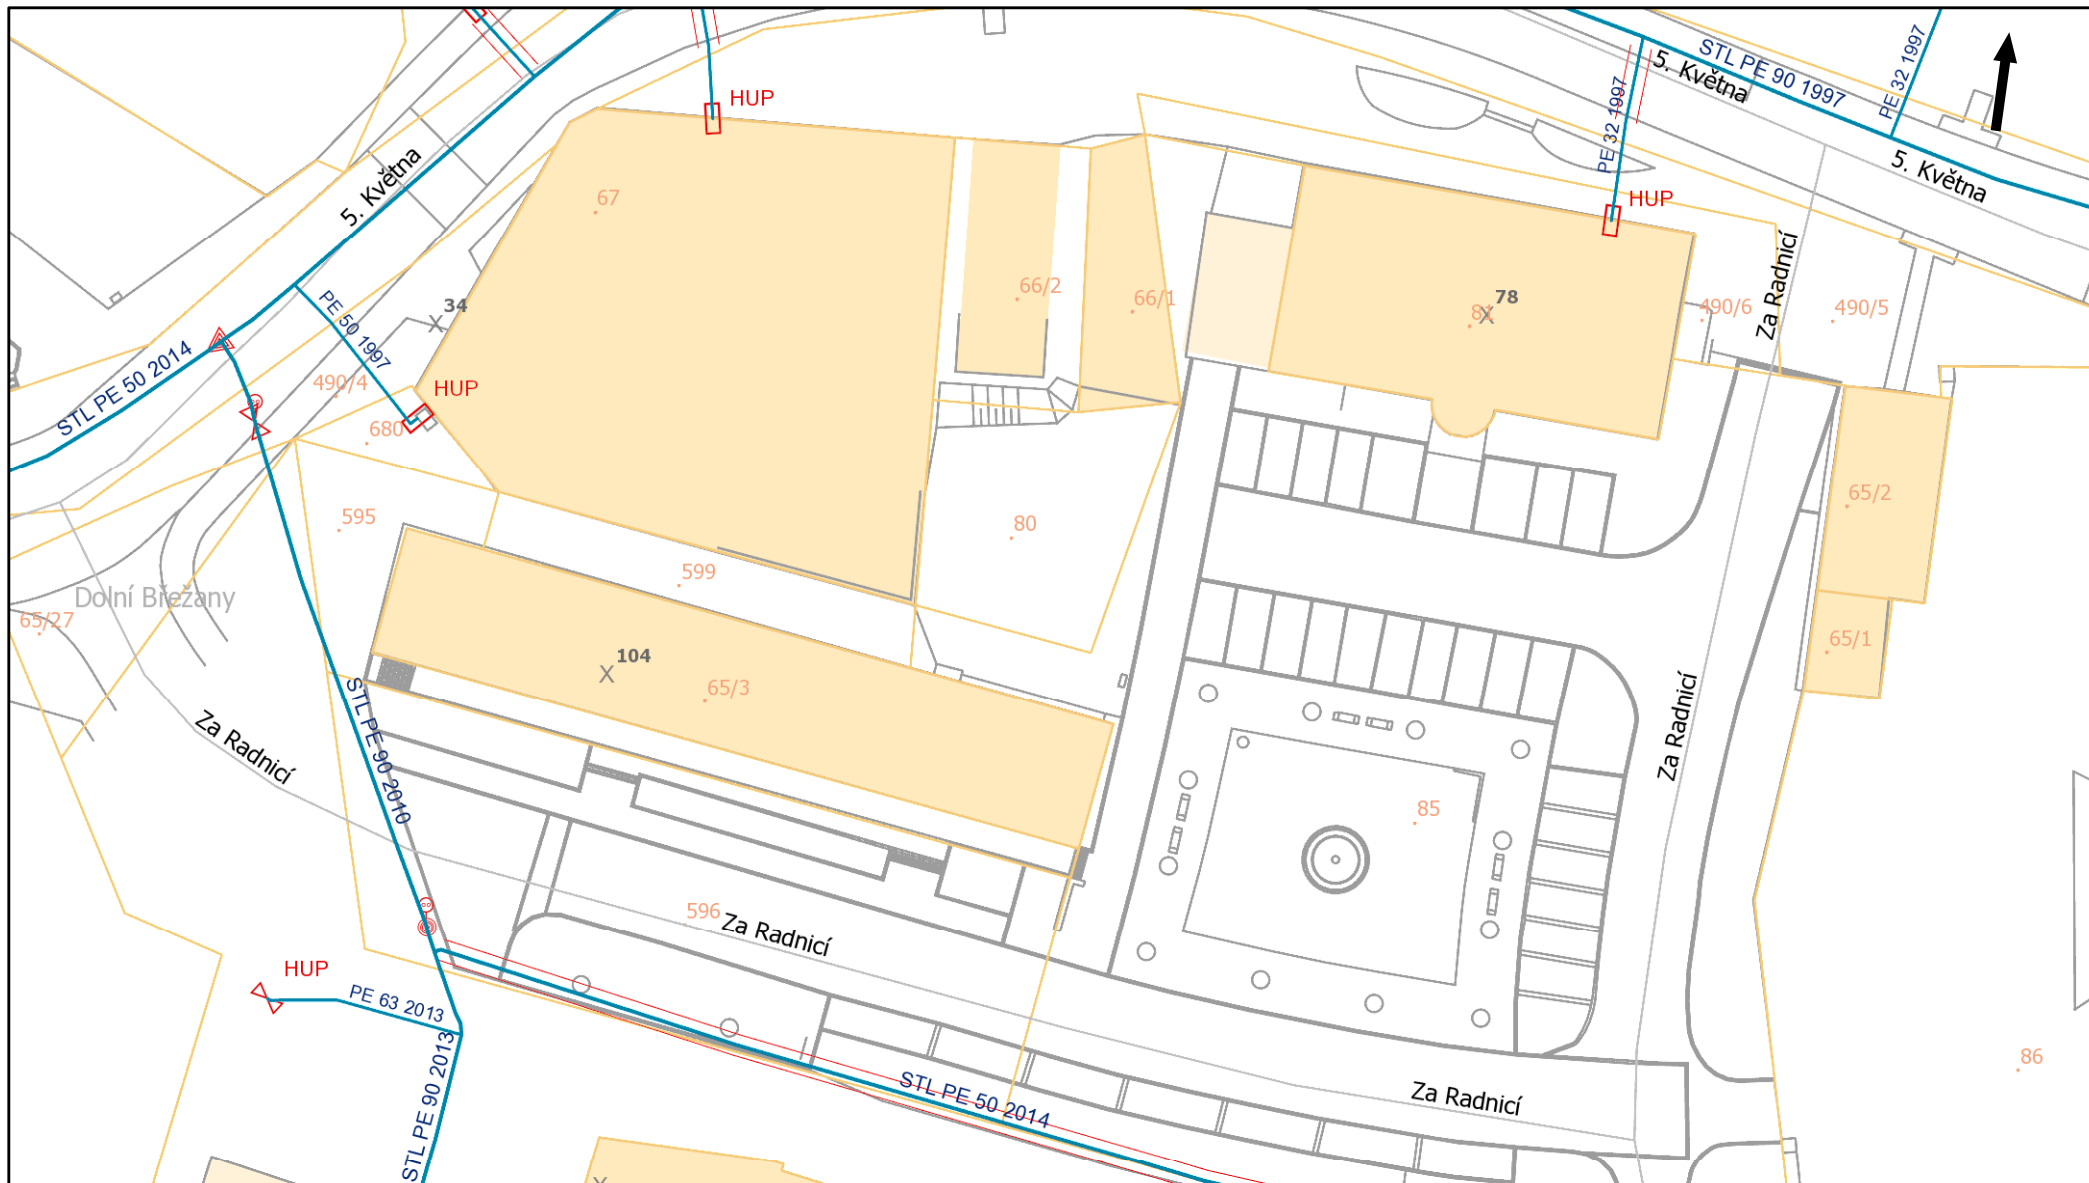 HUP
STL PE 90 1997
PE 32 1997
5. Května
PE 32 1997
5. Května
5. Května
67
HUP
34
66/2
66/1
78
81
490/6
Za Radnicí
490/5
PE 50 1997
STL PE 50 2014
490/4
HUP
680
65/2
595
80
599
Dolní Břežany
65/27
65/1
104
65/3
STL PE 90 2010
Za Radnicí
Za Radnicí
85
596
Za Radnicí
HUP
PE 63 2013
STL PE 90 2013
STL PE 50 2014
Za Radnicí
86